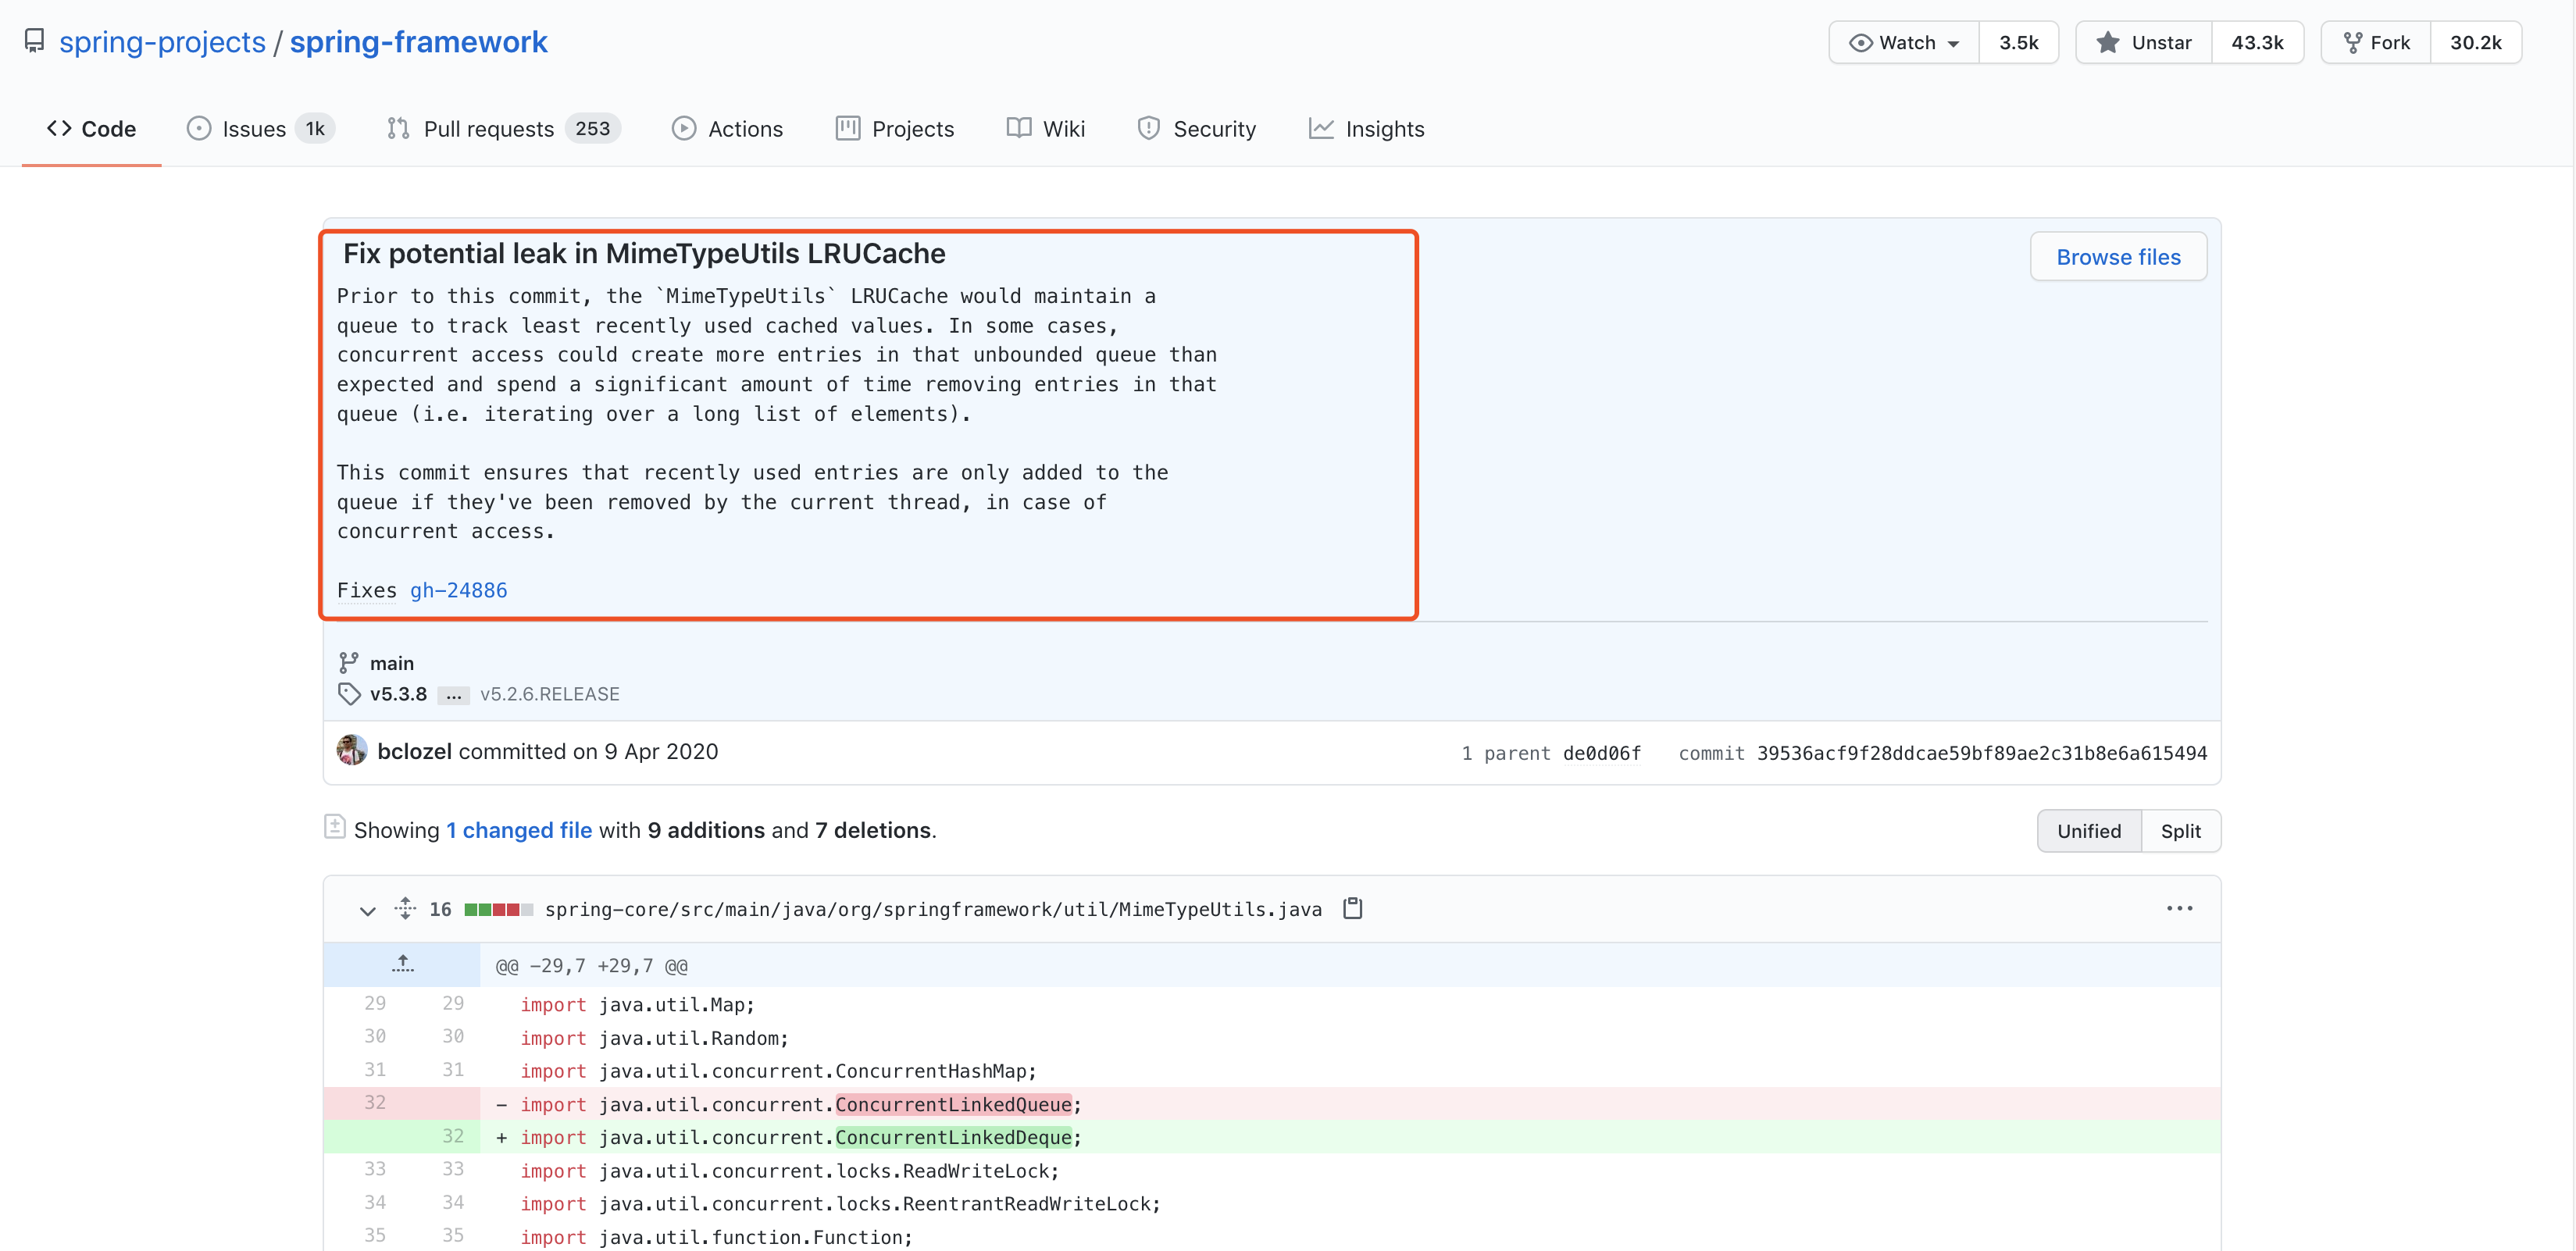 spring-projects / spring-framework
Watch 3.5k Unstar 43.3k Fork 30.2k
Code Issues 1k Pull requests 253 Actions Projects Wiki Security Insights
Fix potential leak in MimeTypeUtils LRUCache
Browse files
Prior to this commit, the `MimeTypeUtils` LRUCache would maintain a
queue to track least recently used cached values. In some cases,
concurrent access could create more entries in that unbounded queue than
expected and spend a significant amount of time removing entries in that
queue (i.e. iterating over a long list of elements).
This commit ensures that recently used entries are only added to the
queue if they've been removed by the current thread, in case of
concurrent access.
Fixes gh-24886
main
v5.3.8 ... v5.2.6.RELEASE
bclozel committed on 9 Apr 2020 1 parent de0d06f commit 39536acf9f28ddcae59bf89ae2c31b8e6a615494
Showing 1 changed file with 9 additions and 7 deletions. Unified Split
16 spring-core/src/main/java/org/springframework/util/MimeTypeUtils.java ...
@@ -29,7 +29,7 @@
29 29 import java.util.Map;
30 30 import java.util.Random;
31 31 import java.util.concurrent.ConcurrentHashMap;
32 - import java.util.concurrent.ConcurrentLinkedQueue;
32 + import java.util.concurrent.ConcurrentLinkedDeque;
33 33 import java.util.concurrent.locks.ReadWriteLock;
34 34 import java.util.concurrent.locks.ReentrantReadWriteLock;
35 35 import java.util.function.Function;